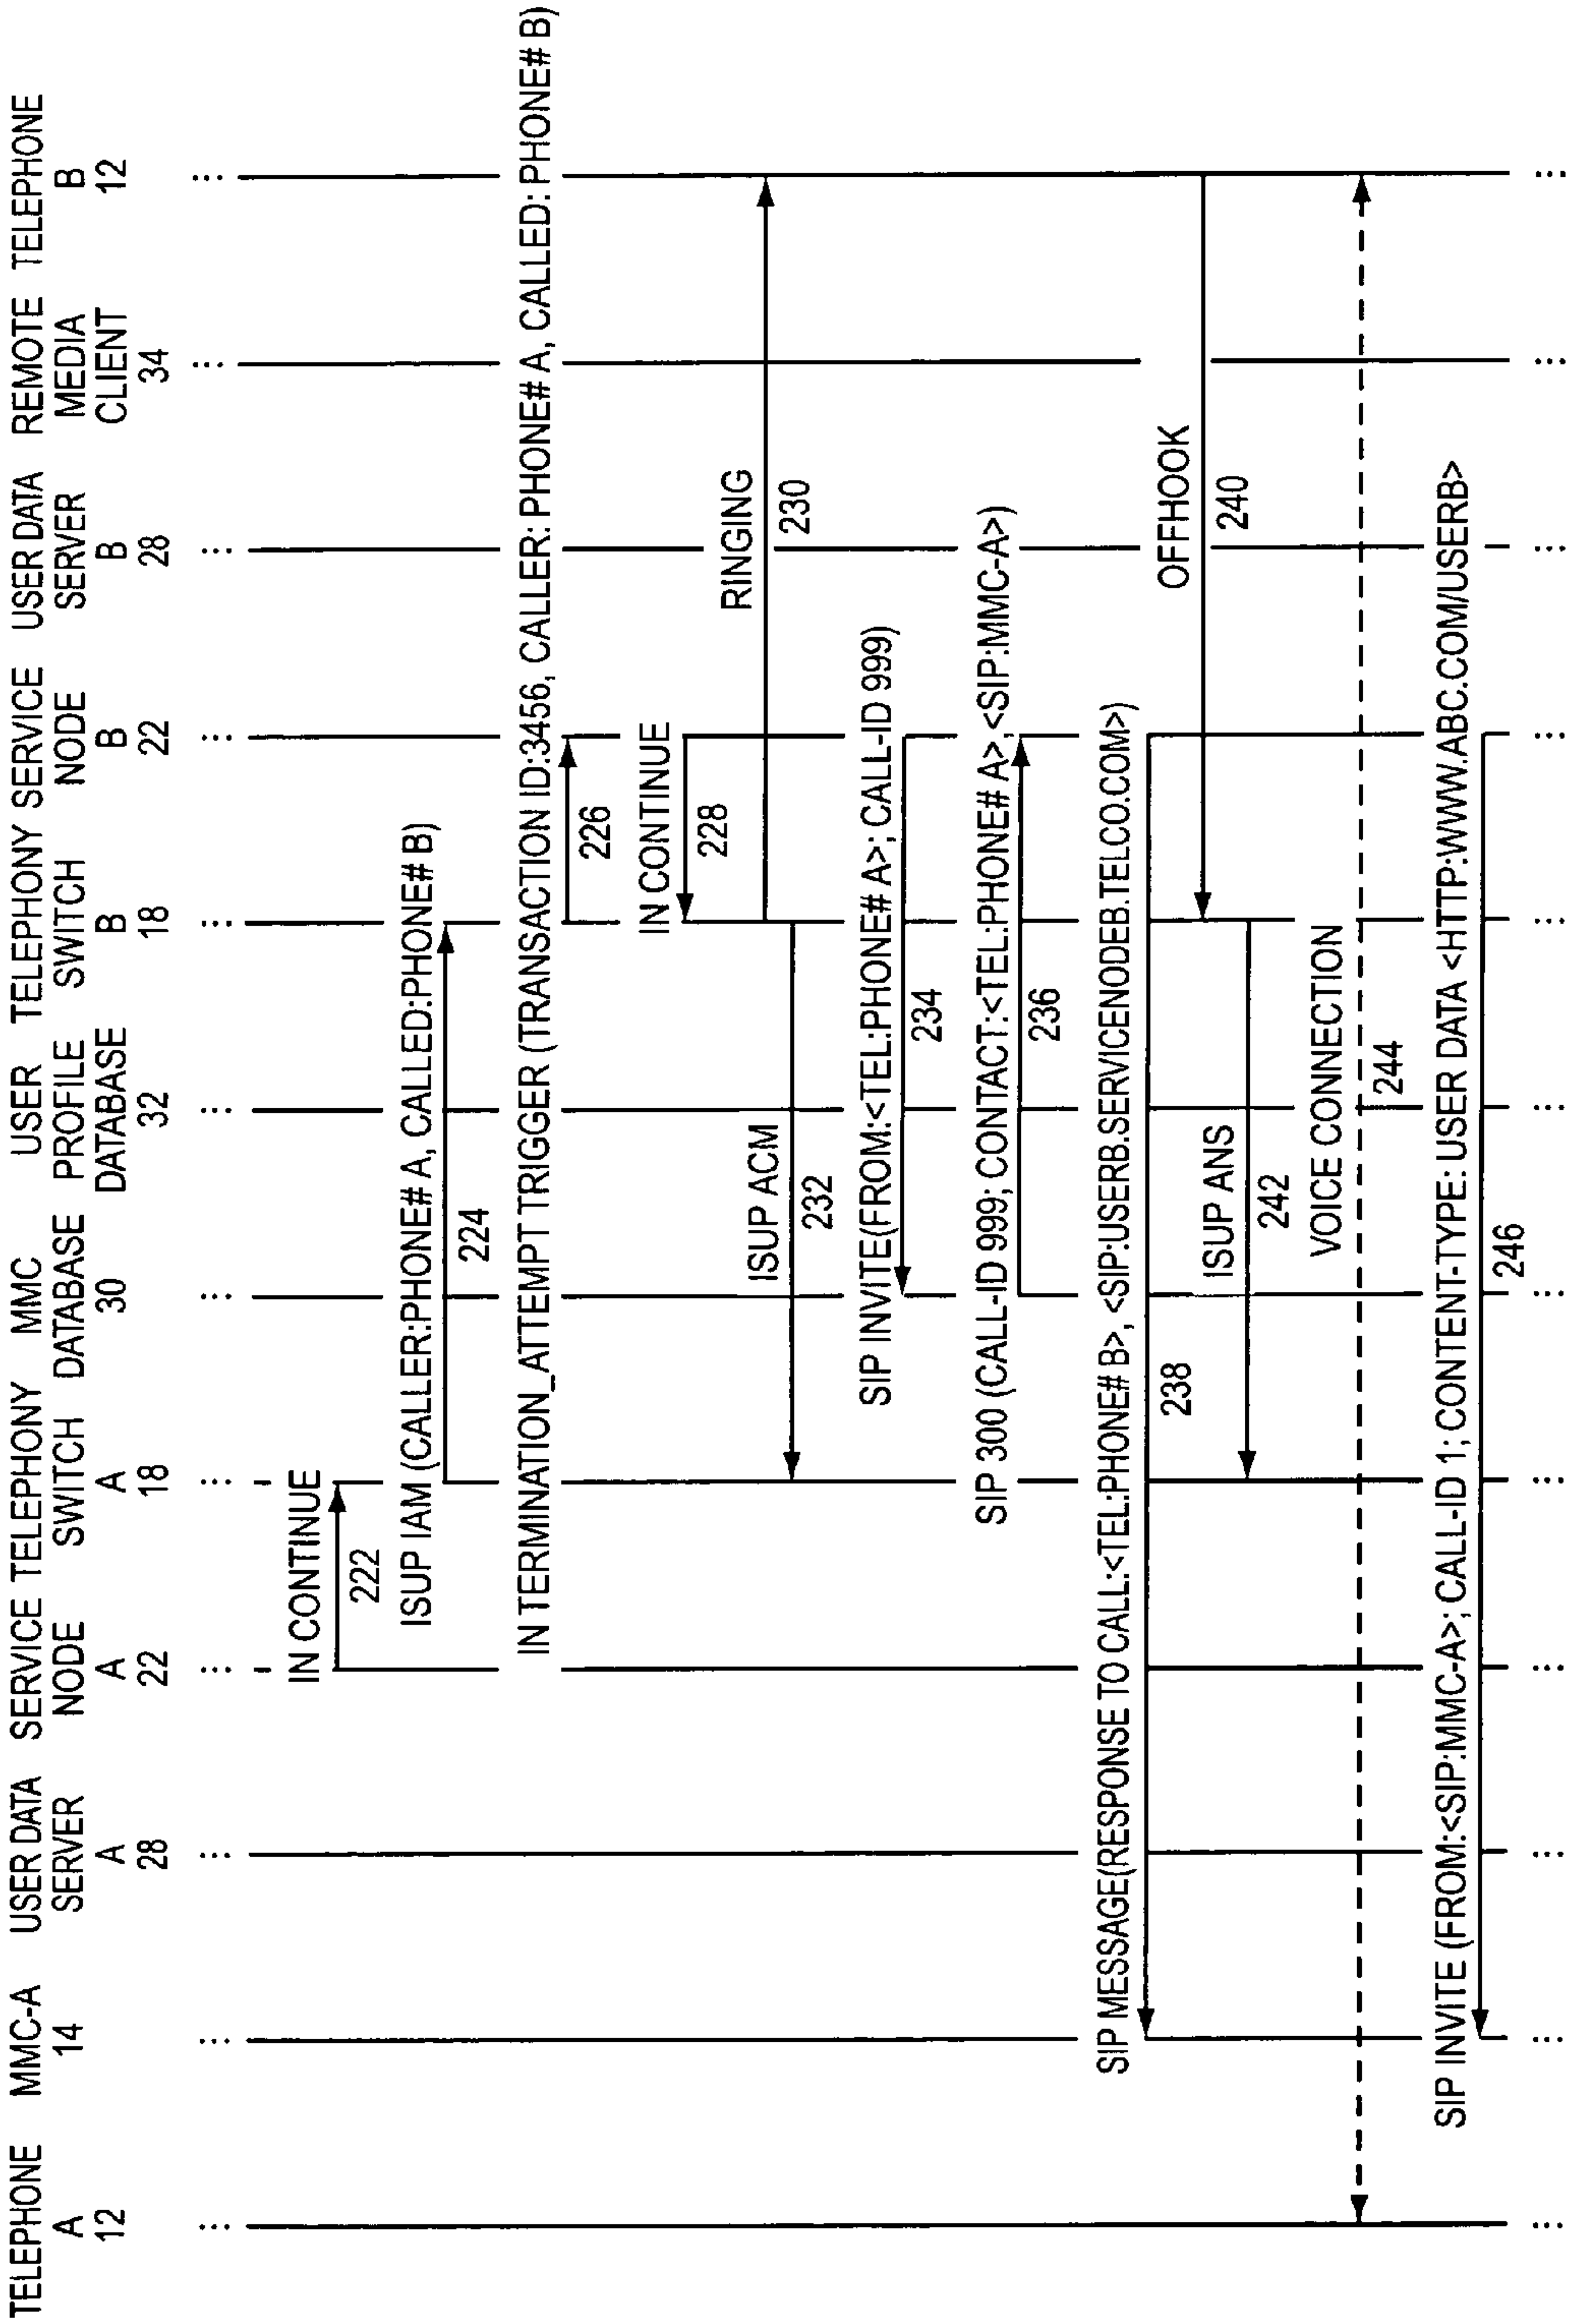 TELEPHONE
A
12
MMC-A
14
USER DATA
SERVER
A
28
SERVICE
NODE
A
22
TELEPHONY
SWITCH
A
18
MMC
DATABASE
30
USER
PROFILE
DATABASE
32
TELEPHONY
SWITCH
B
18
SERVICE
NODE
B
22
USER DATA
SERVER
B
28
REMOTE
MEDIA
CLIENT
34
TELEPHONE
B
12
IN CONTINUE
222
ISUP IAM (CALLER:PHONE# A, CALLED:PHONE# B)
224
IN TERMINATION_ATTEMPT TRIGGER (TRANSACTION ID:3456, CALLER: PHONE# A, CALLED: PHONE# B)
226
IN CONTINUE
228
RINGING
230
ISUP ACM
232
SIP INVITE(FROM:<TEL:PHONE# A>; CALL-ID 999)
234
SIP 300 (CALL-ID 999; CONTACT:<TEL:PHONE# A>,<SIP:MMC-A>)
236
SIP MESSAGE(RESPONSE TO CALL:<TEL:PHONE# B>, <SIP:USERB.SERVICENODEB.TELCO.COM>)
238
OFFHOOK
240
ISUP ANS
242
VOICE CONNECTION
244
SIP INVITE (FROM:<SIP:MMC-A>; CALL-ID 1; CONTENT-TYPE: USER DATA <HTTP:WWW.ABC.COM/USERB>
246